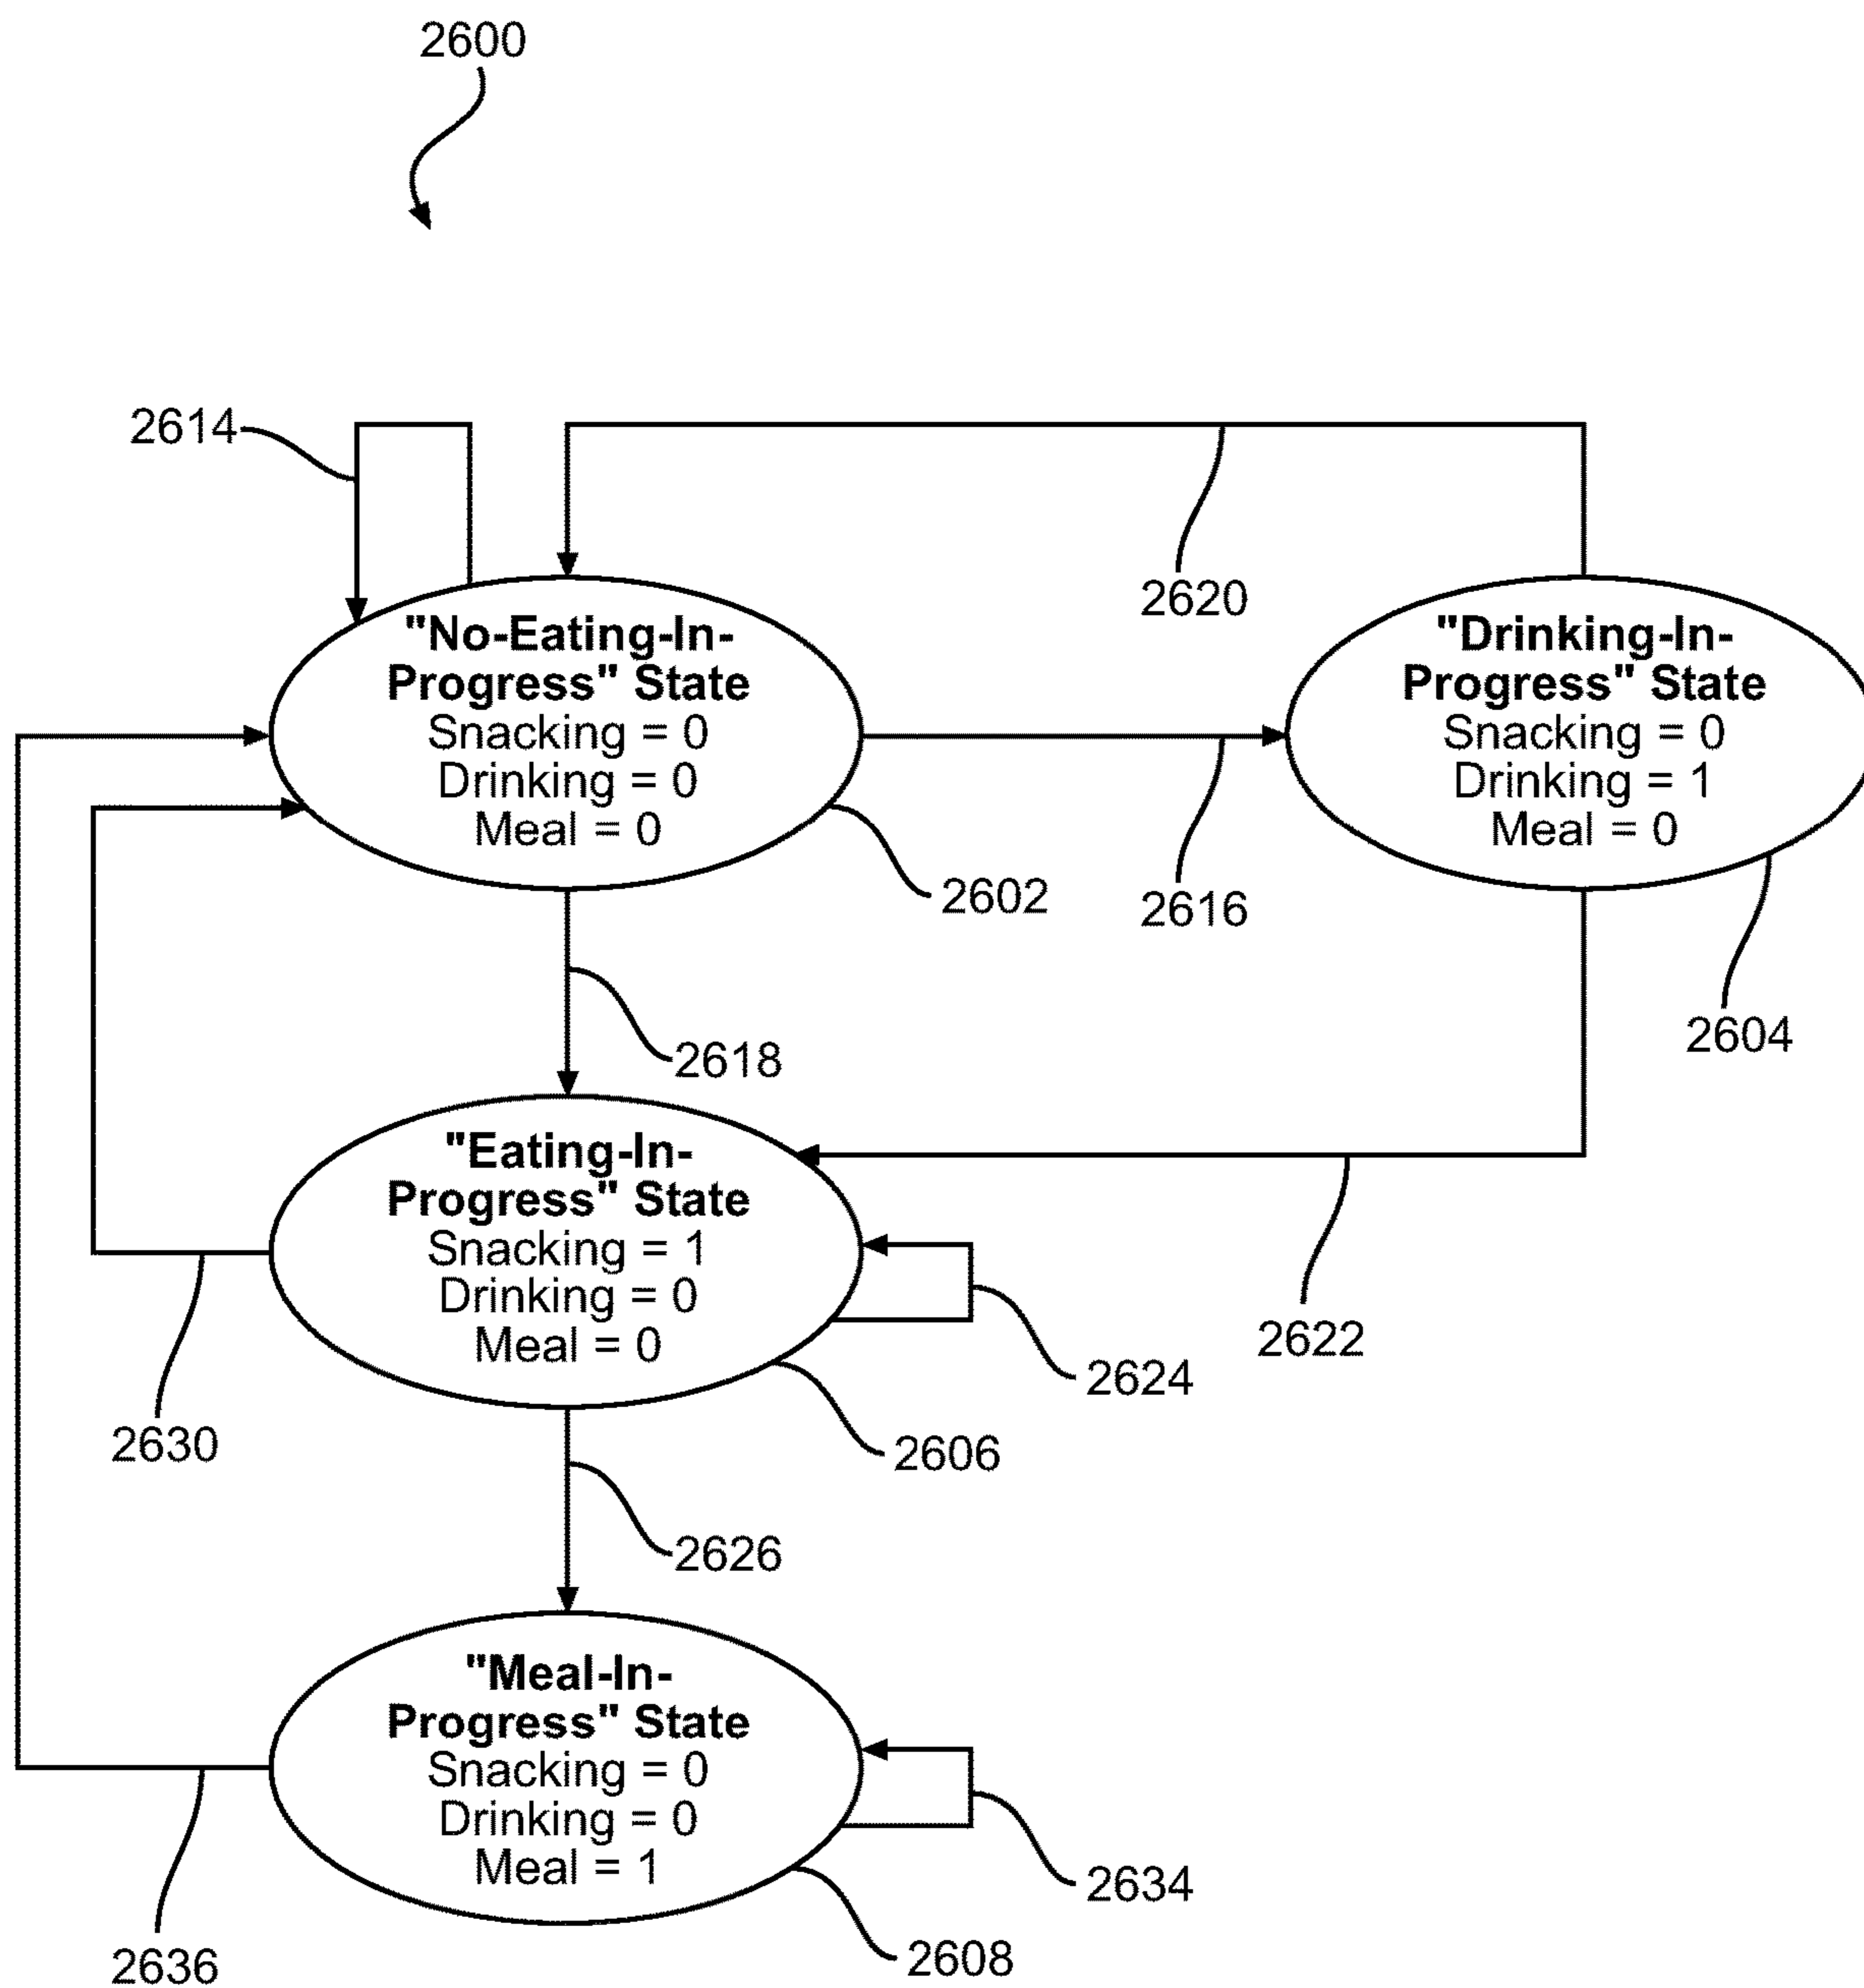 2600
2614
2620
"No-Eating-In-
Progress" State
Snacking = 0
Drinking = 0
Meal = 0
2602
"Drinking-In-
Progress" State
Snacking = 0
Drinking = 1
Meal = 0
2616
2604
2618
"Eating-In-
Progress" State
Snacking = 1
Drinking = 0
Meal = 0
2622
2624
2630
2606
2626
"Meal-In-
Progress" State
Snacking = 0
Drinking = 0
Meal = 1
2634
2636
2608